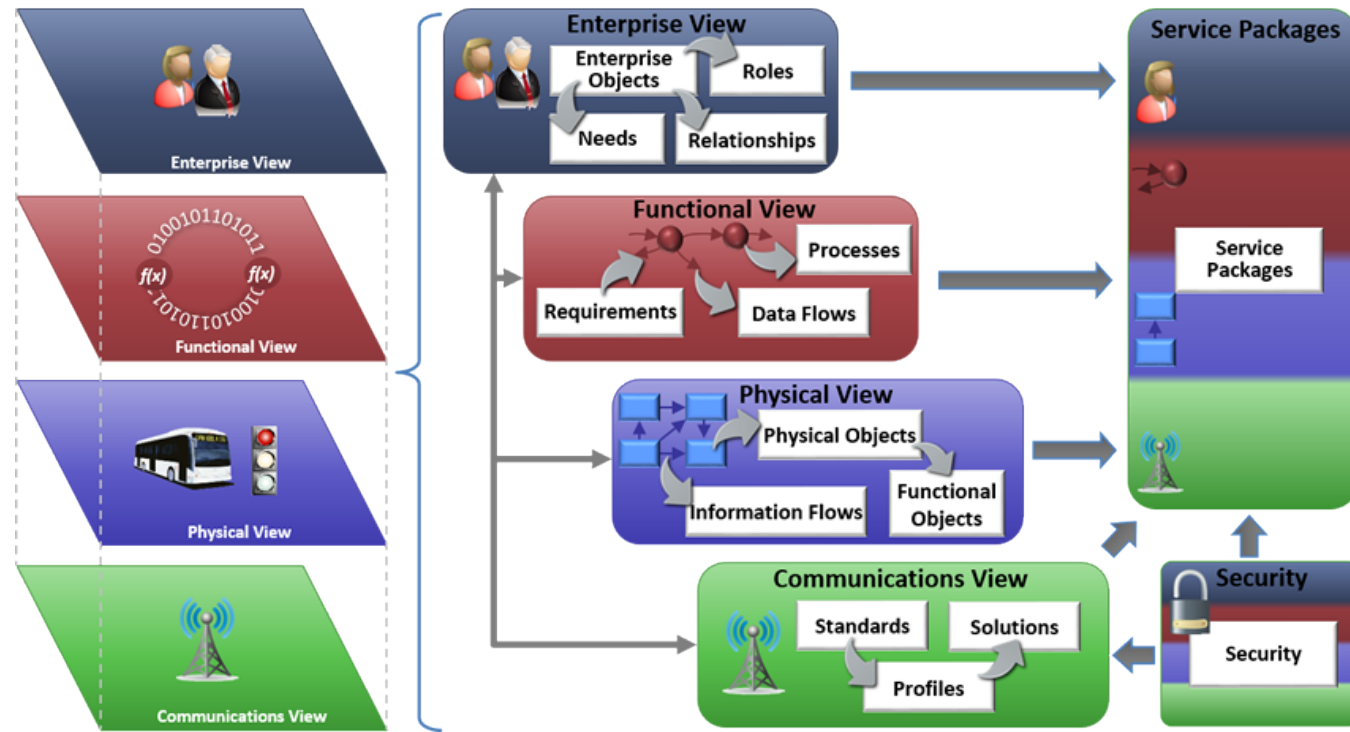 Enterprise View
Functional View
Physical View
Communications View
0100101101011
f(x)
f(x)
Enterprise View
Enterprise
Objects
Roles
Needs
Relationships
Functional View
Processes
Requirements
Data Flows
Physical View
Physical Objects
Information Flows
Functional
Objects
Communications View
Standards
Solutions
Profiles
Service Packages
Service
Packages
Security
Security